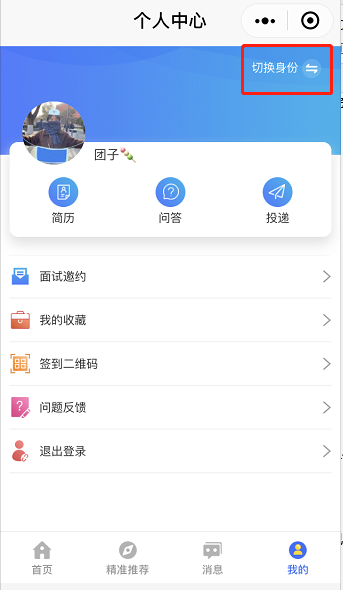 个人中心
切换身份
团子🍡
简历
问答
投递
面试邀约
我的收藏
签到二维码
问题反馈
退出登录
首页
精准推荐
消息
我的